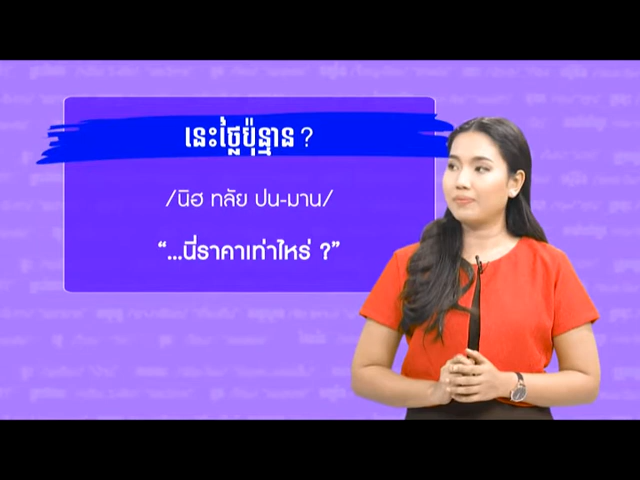 នេះថ្លៃប៉ុន្មាន ?
/นิฮ ทลัย ปน-มาน/
“...นี่ราคาเท่าไหร่ ?”